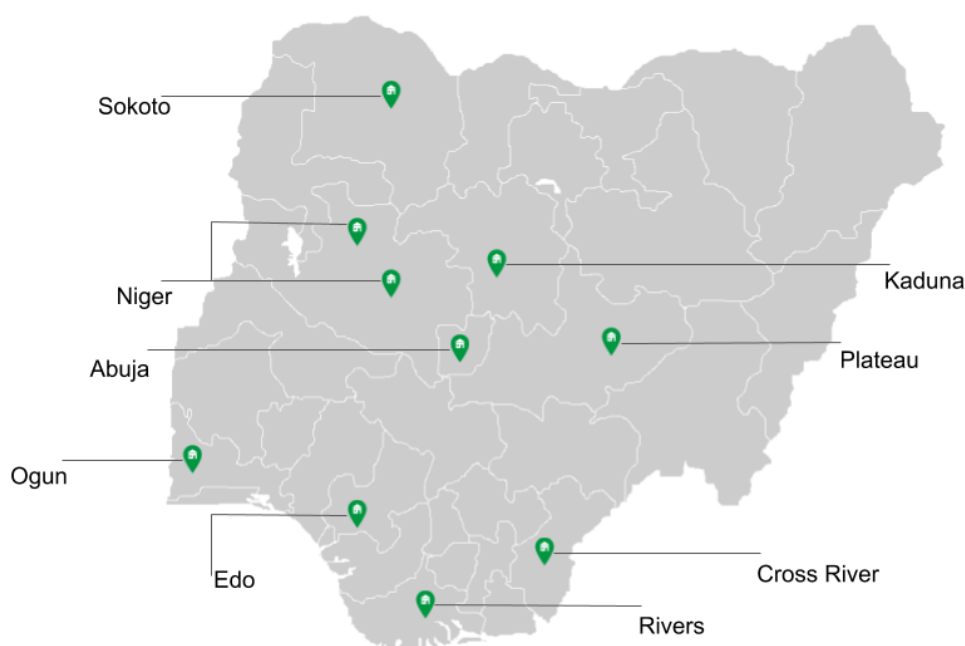 Sokoto
Niger
Kaduna
Abuja
Plateau
Ogun
Edo
Cross River
Rivers